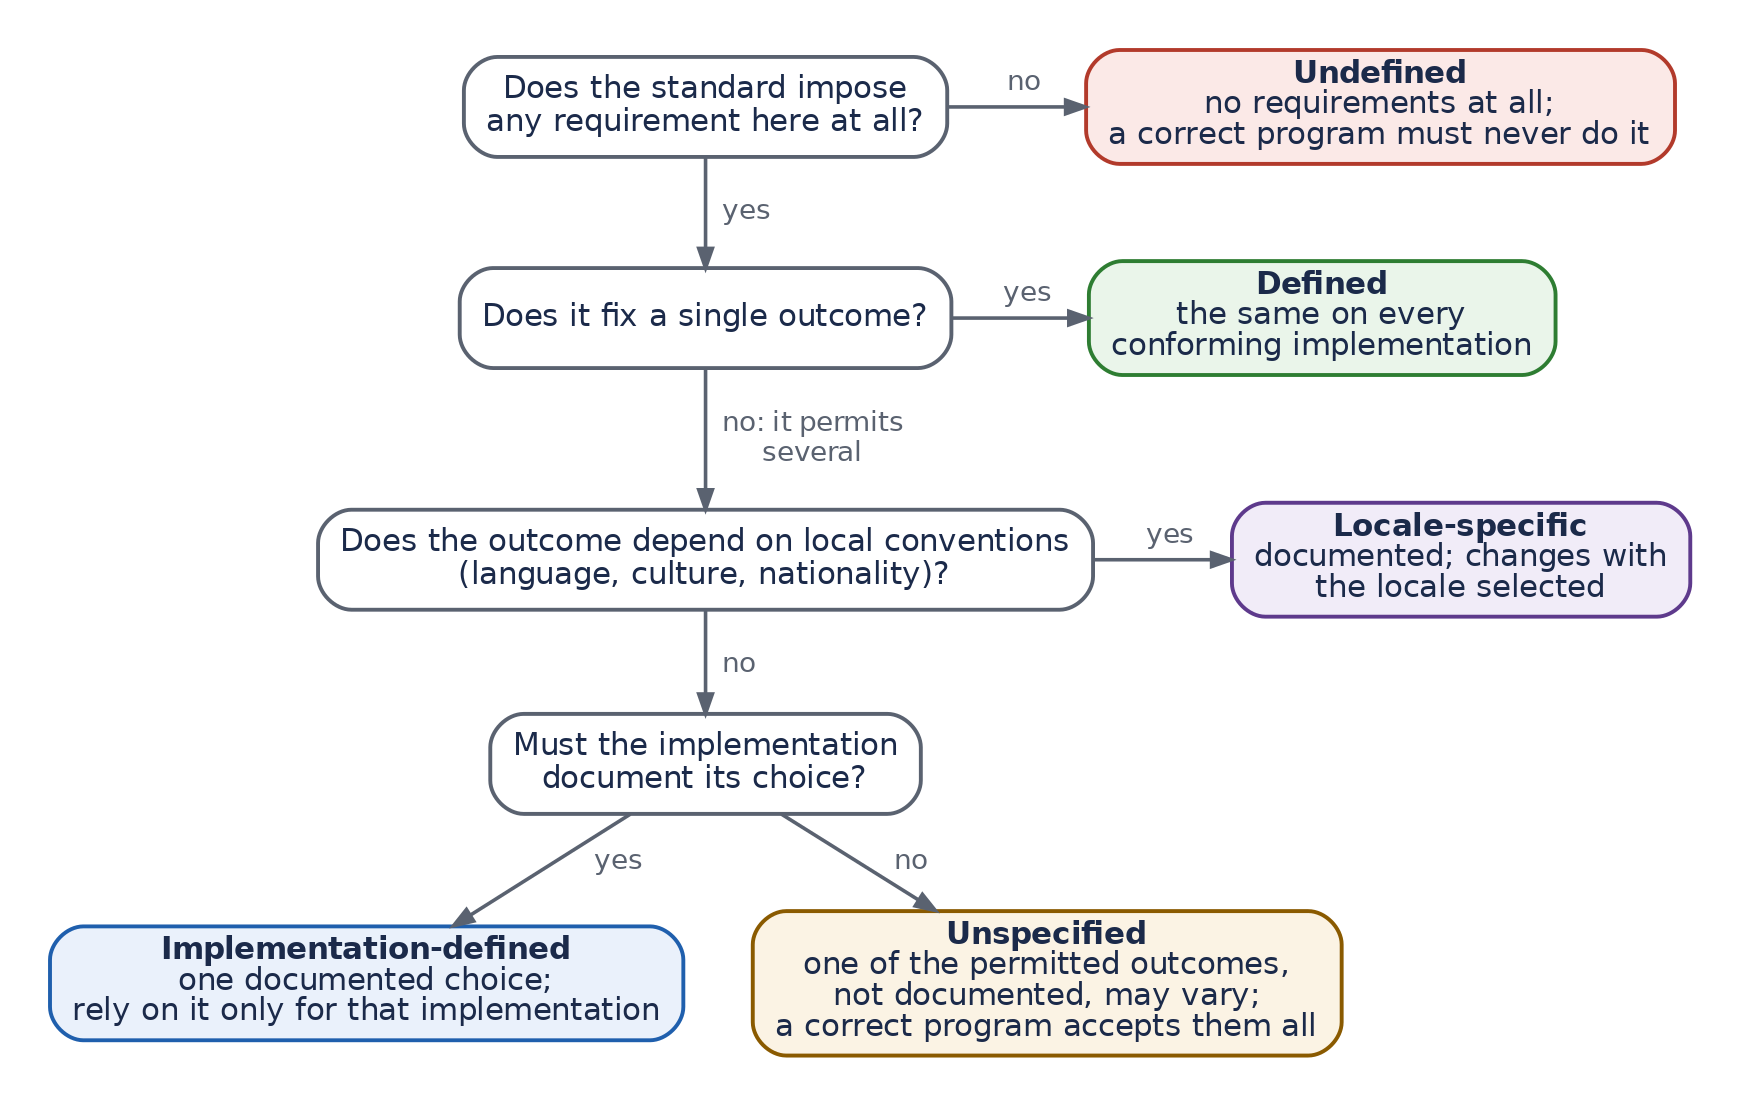 Does the standard impose
any requirement here at all?
no
Undefined
no requirements at all;
a correct program must never do it
yes
Does it fix a single outcome?
yes
Defined
the same on every
conforming implementation
no: it permits
several
Does the outcome depend on local conventions
(language, culture, nationality)?
yes
Locale-specific
documented; changes with
the locale selected
no
Must the implementation
document its choice?
yes
no
Implementation-defined
one documented choice;
rely on it only for that implementation
Unspecified
one of the permitted outcomes,
not documented, may vary;
a correct program accepts them all